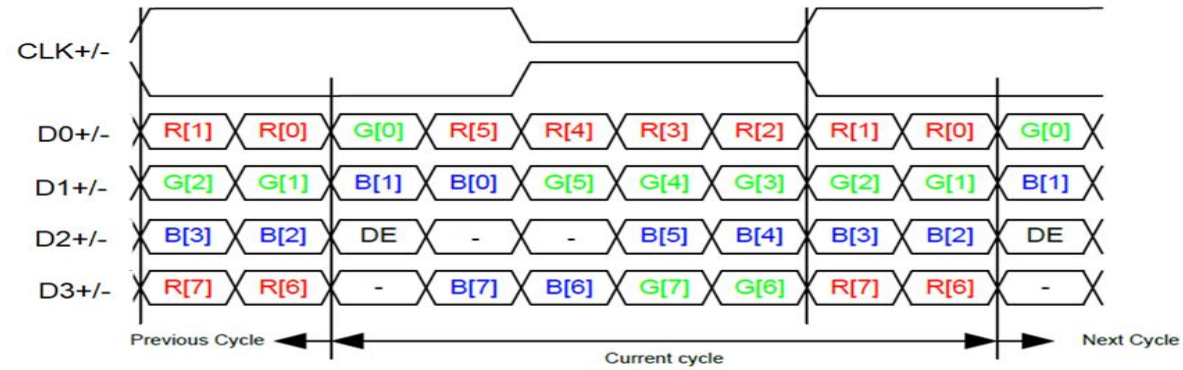 CLK+/-
D0+/- R[1] R[0] G[0] R[5] R[4] R[3] R[2] R[1] R[0] G[0]
D1+/- G[2] G[1] B[1] B[0] G[5] G[4] G[3] G[2] G[1] B[1]
D2+/- B[3] B[2] DE - - B[5] B[4] B[3] B[2] DE
D3+/- R[7] R[6] - B[7] B[6] G[7] G[6] R[7] R[6] -
Previous Cycle Current cycle Next Cycle